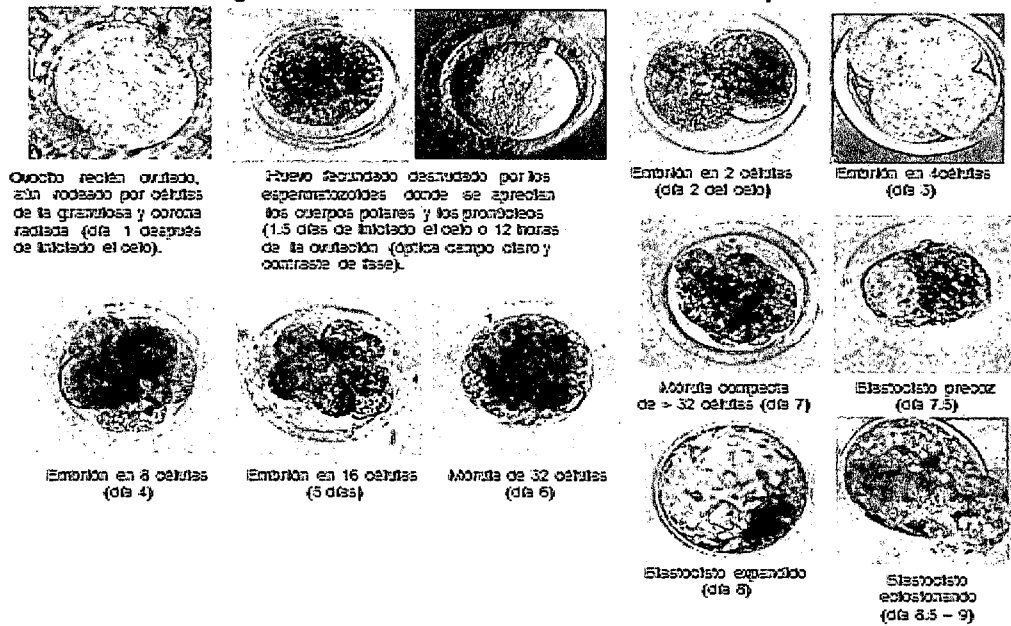 Ovocito recién ovulado,
aún rodeado por células
de la granulosa y corona
radiada (día 1 después
de iniciado el celo).
Huevo fecundado desnudado por los
espermatozoides donde se aprecian
los cuerpos polares y los pronúcleos
(1.5 días de iniciado el celo o 12 horas
de la ovulación (óptica campo claro y
contraste de fase).
Embrión en 2 células
(día 2 del celo)
Embrión en 4células
(día 3)
Embrión en 8 células
(día 4)
Embrión en 16 células
(5 días)
Mórula de 32 células
(día 6)
Mórula compacta
de > 32 células (día 7)
Blastocisto precoz
(día 7.5)
Blastocisto expandido
(día 8)
Blastocisto
eclosionando
(día 8.5 – 9)